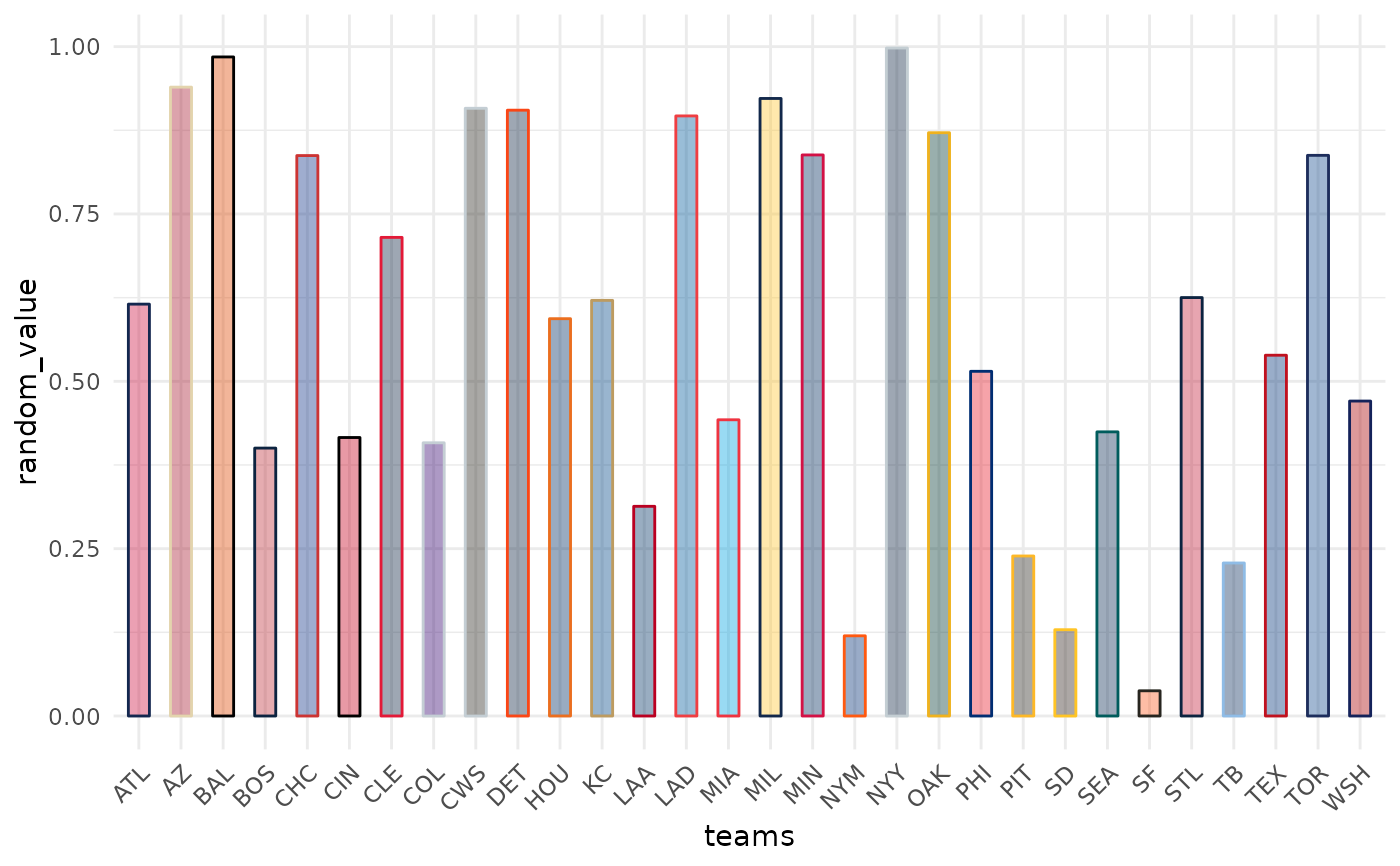 1.00
0.75
0.50
0.25
0.00
random_value
ATL
AZ
BAL
BOS
CHC
CIN
CLE
COL
CWS
DET
HOU
KC
LAA
LAD
MIA
MIL
MIN
NYM
NYY
OAK
PHI
PIT
SD
SEA
SF
STL
TB
TEX
TOR
WSH
teams